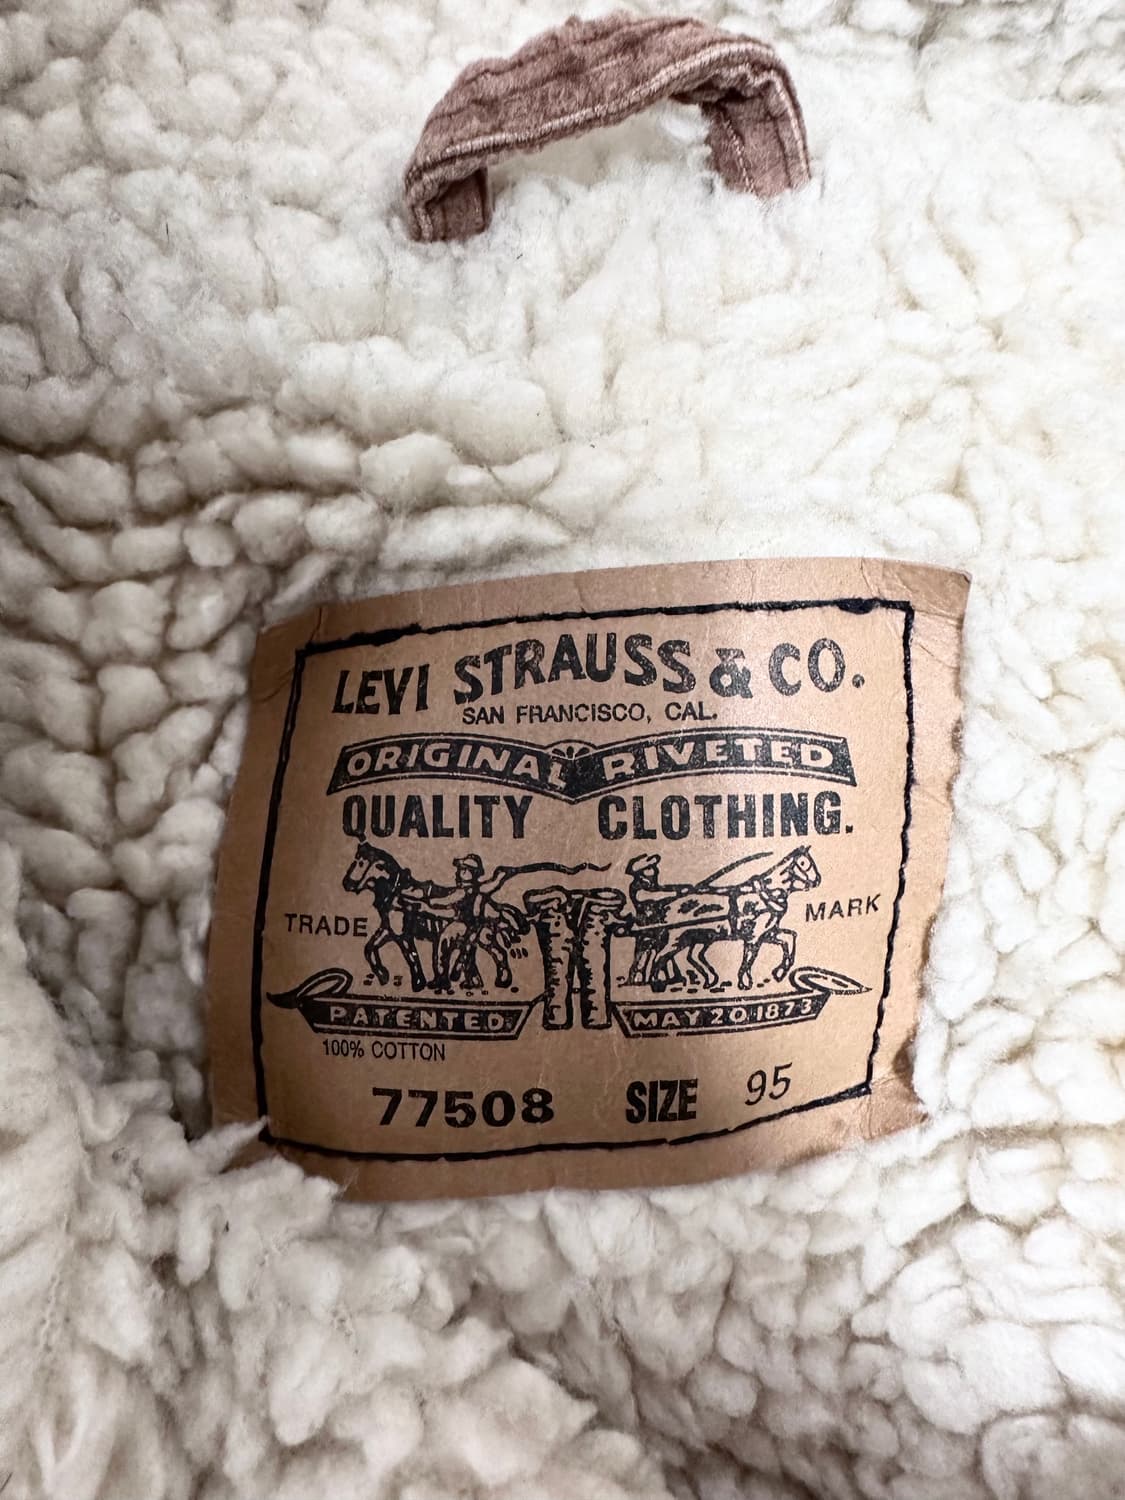 LEVI STRAUSS & CO.
SAN FRANCISCO, CAL.
ORIGINAL RIVETED
QUALITY CLOTHING.
TRADE MARK
PATENTED MAY 20 1873
100% COTTON
77508 SIZE 95